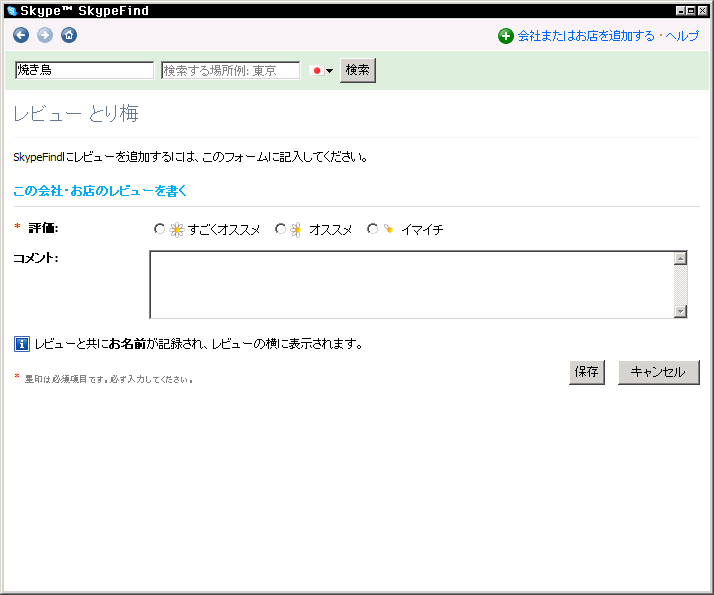 Skype™ SkypeFind
会社またはお店を追加する・ヘルプ
焼き鳥 検索する場所例: 東京 検索
レビュー とり梅
SkypeFindにレビューを追加するには、このフォームに記入してください。
この会社・お店のレビューを書く
* 評価: すごくオススメ オススメ イマイチ
コメント:
レビューと共にお名前が記録され、レビューの横に表示されます。
* 星印は必須項目です。必ず入力してください。
保存 キャンセル